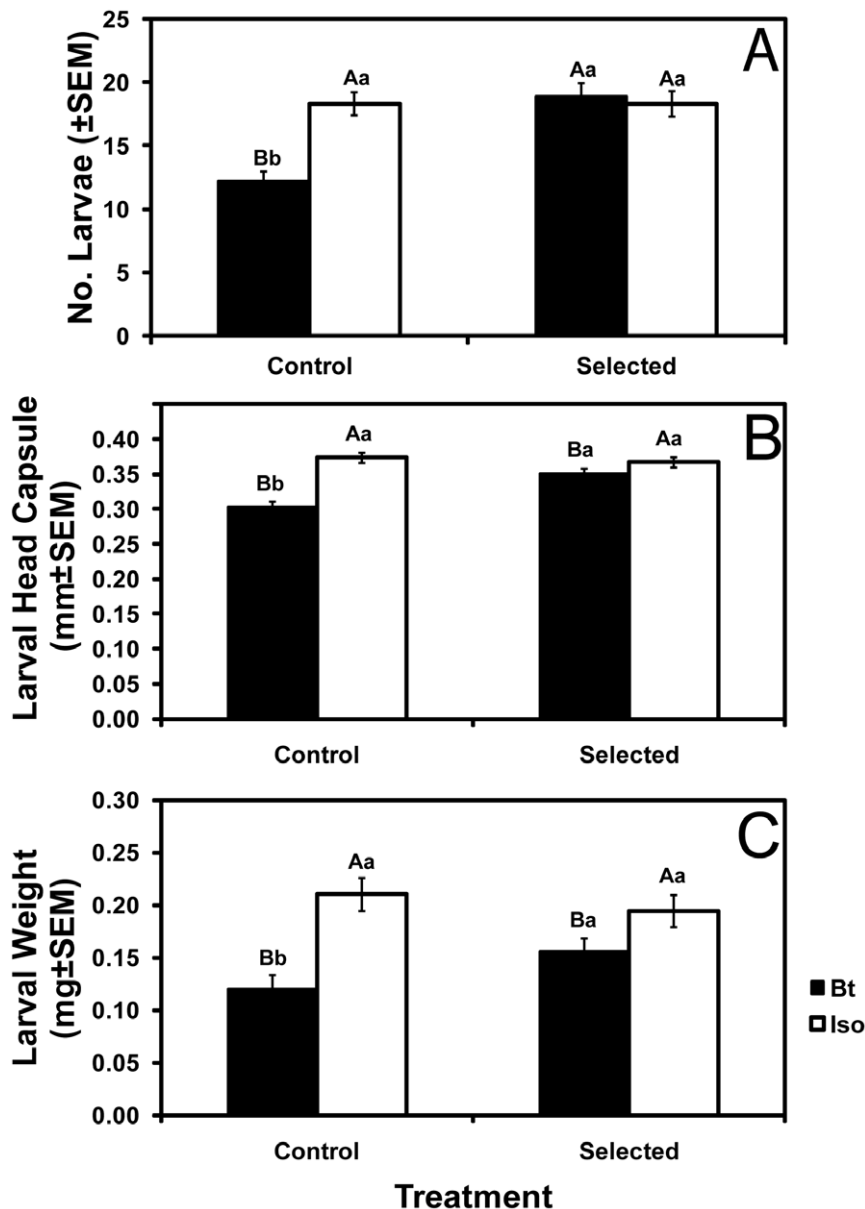 A
No. Larvae (±SEM)
25
20
15
10
5
0
Bb
Aa
Aa
Aa
Control
Selected
B
Larval Head Capsule
(mm±SEM)
0.40
0.35
0.30
0.25
0.20
0.15
0.10
0.05
0.00
Bb
Aa
Ba
Aa
Control
Selected
C
Larval Weight
(mg±SEM)
0.30
0.25
0.20
0.15
0.10
0.05
0.00
Bb
Aa
Ba
Aa
Bt
Iso
Control
Selected
Treatment